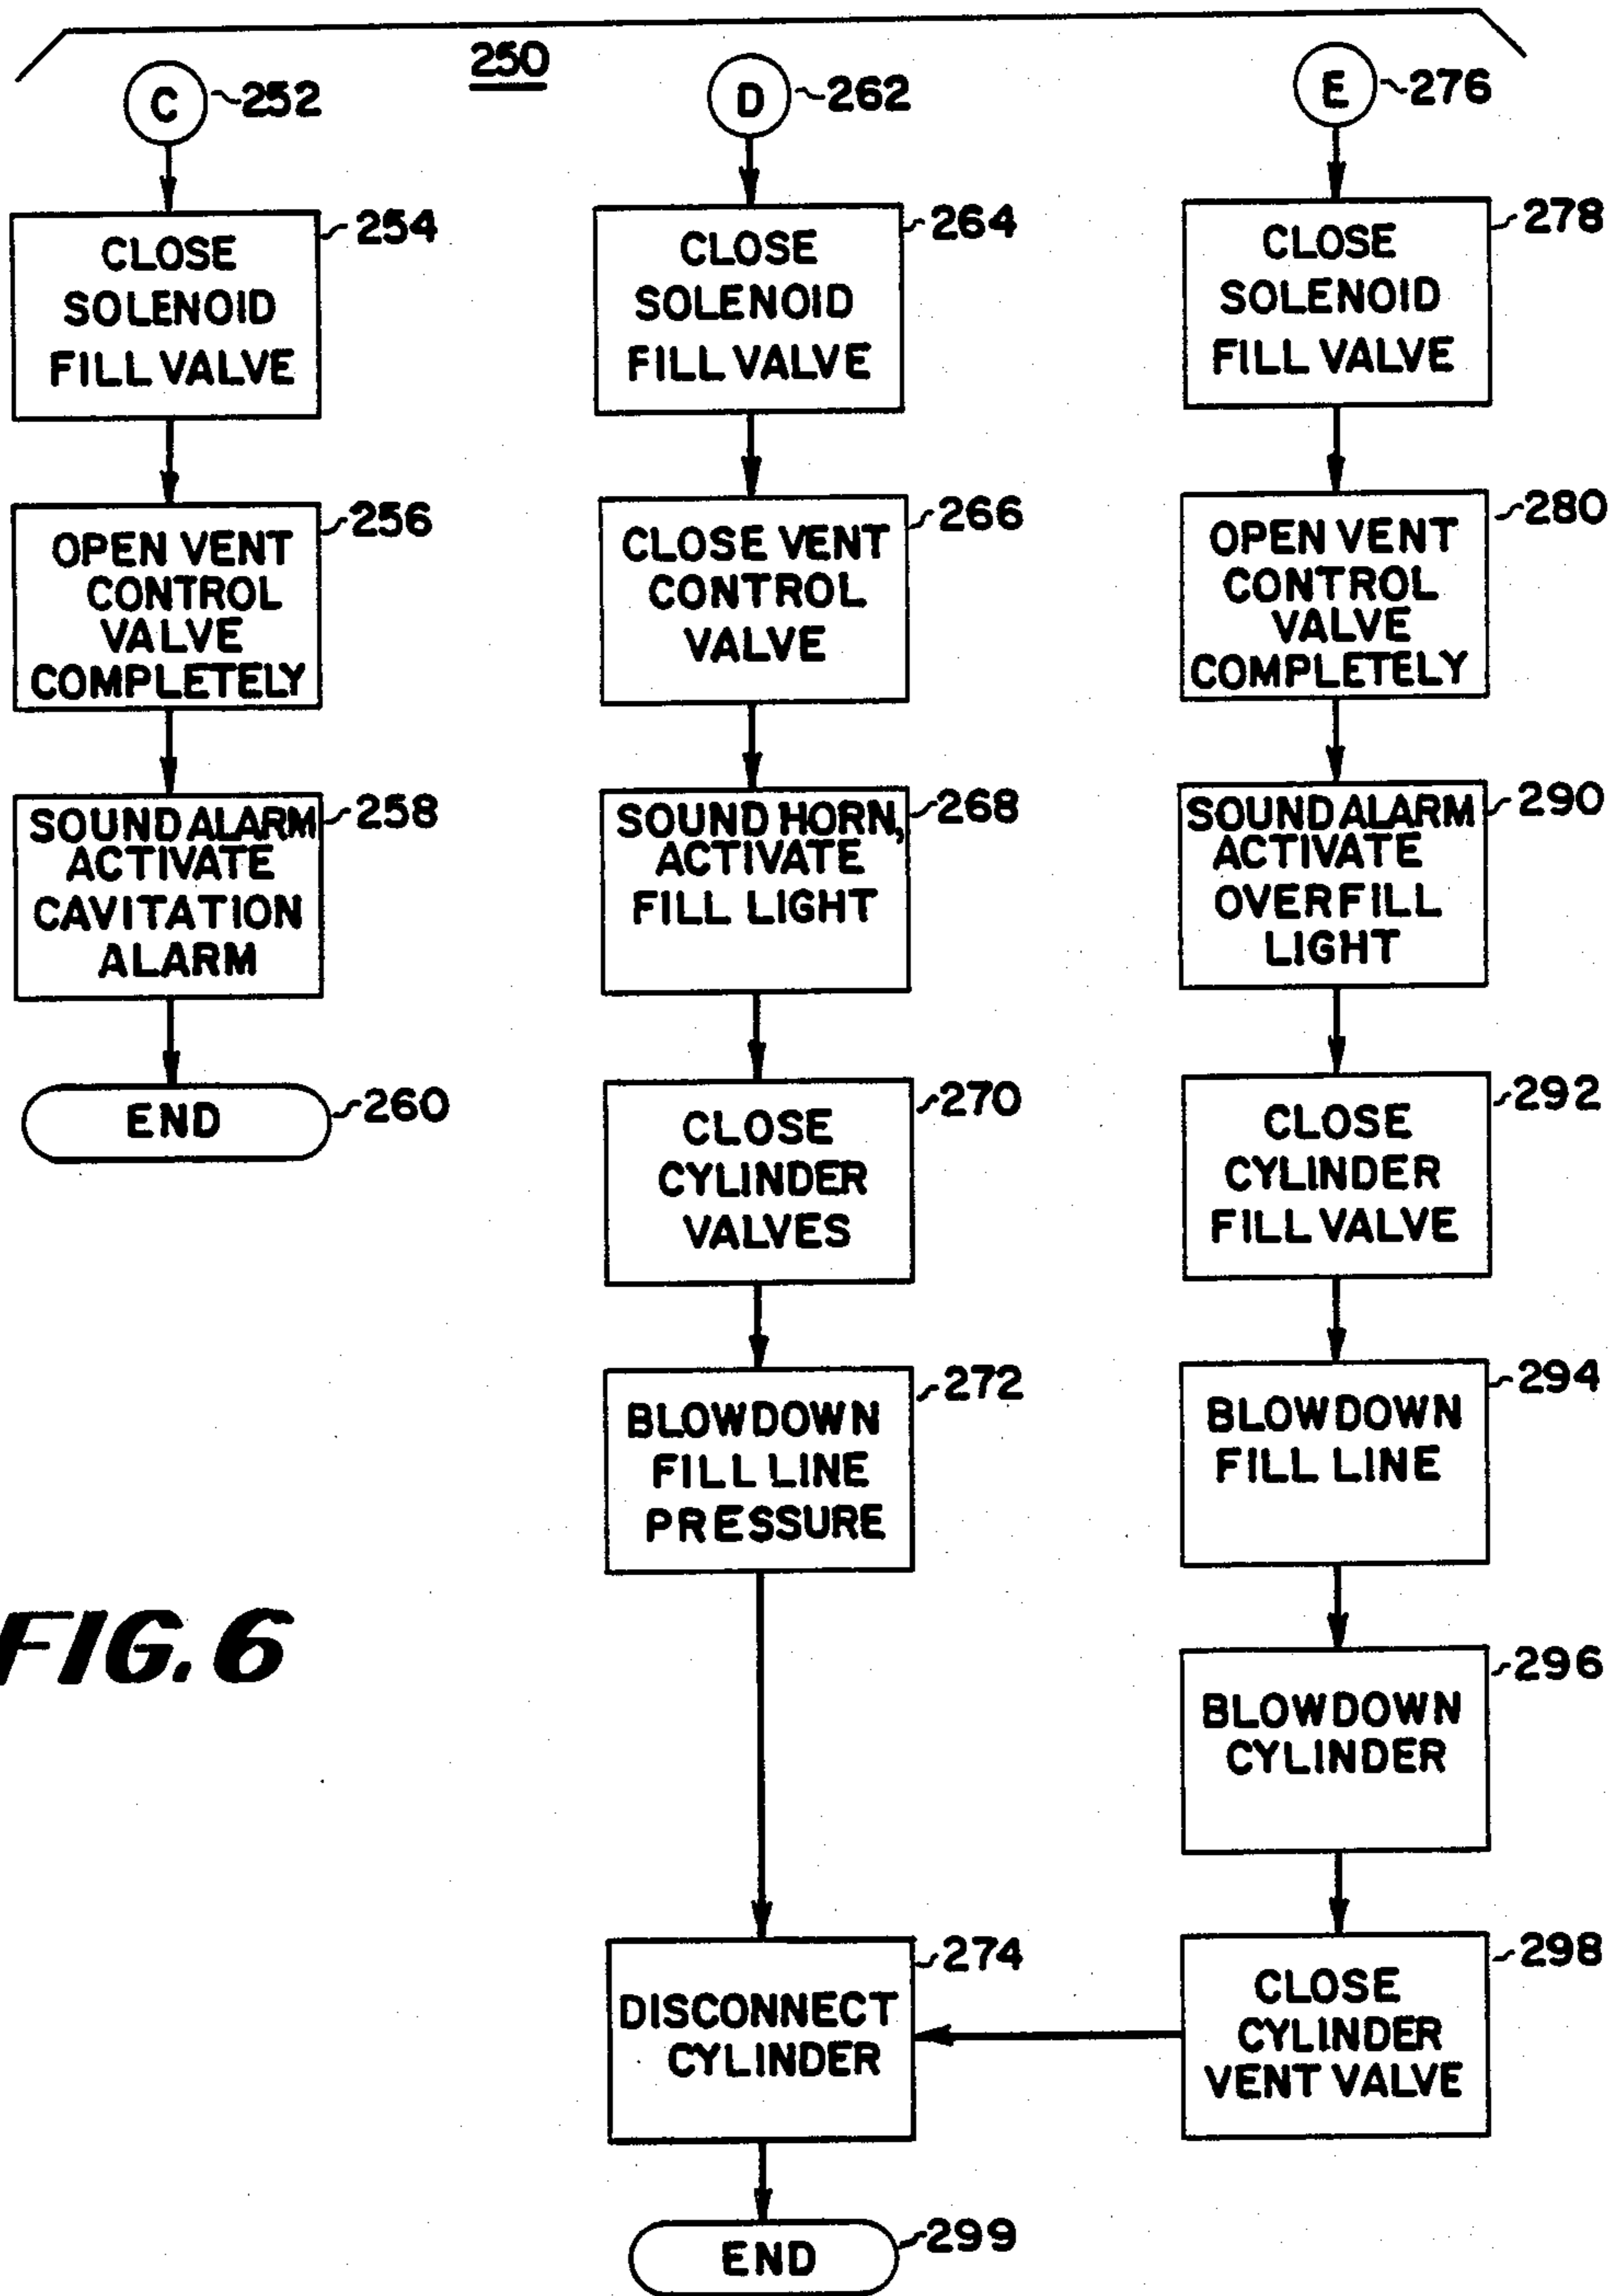 250
C 252
CLOSE
SOLENOID
FILL VALVE
254
OPEN VENT
CONTROL
VALVE
COMPLETELY
256
SOUND ALARM
ACTIVATE
CAVITATION
ALARM
258
END
260
D 262
CLOSE
SOLENOID
FILL VALVE
264
CLOSE VENT
CONTROL
VALVE
266
SOUND HORN,
ACTIVATE
FILL LIGHT
268
CLOSE
CYLINDER
VALVES
270
BLOWDOWN
FILL LINE
PRESSURE
272
DISCONNECT
CYLINDER
274
END
299
E 276
CLOSE
SOLENOID
FILL VALVE
278
OPEN VENT
CONTROL
VALVE
COMPLETELY
280
SOUND ALARM
ACTIVATE
OVERFILL
LIGHT
290
CLOSE
CYLINDER
FILL VALVE
292
BLOWDOWN
FILL LINE
294
BLOWDOWN
CYLINDER
296
CLOSE
CYLINDER
VENT VALVE
298
FIG. 6